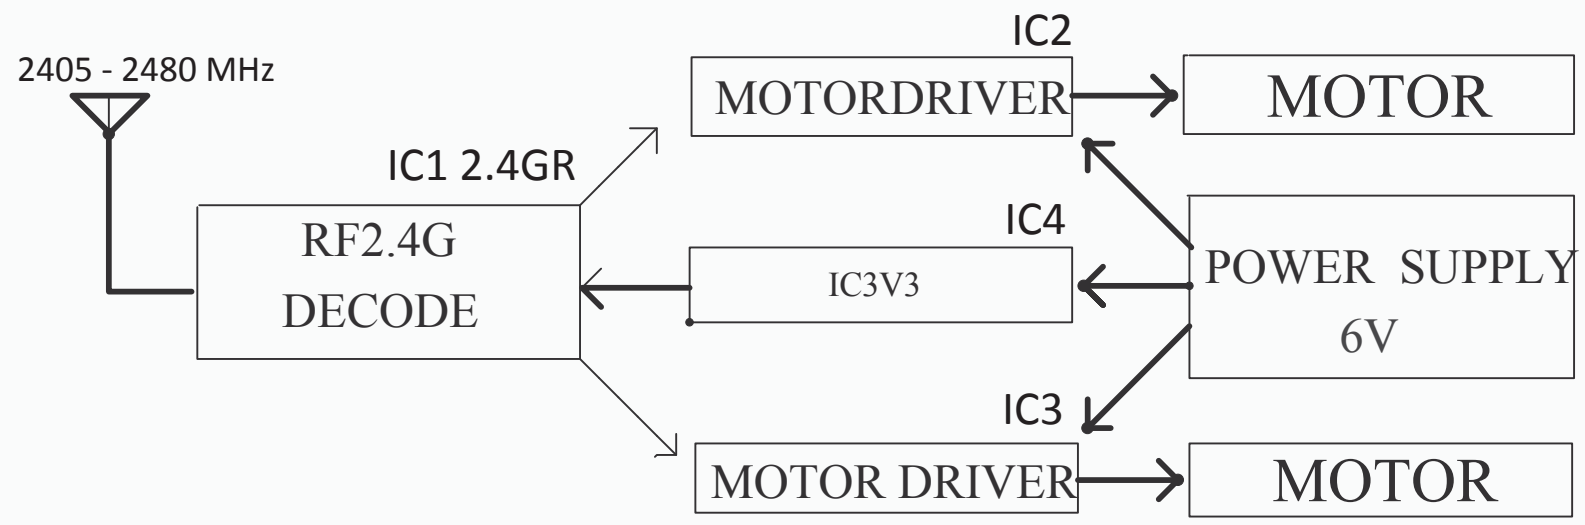 IC2
2405 - 2480 MHz
MOTORDRIVER
MOTOR
IC1 2.4GR
RF2.4G
DECODE
IC4
IC3V3
POWER SUPPLY
6V
IC3
MOTOR DRIVER
MOTOR